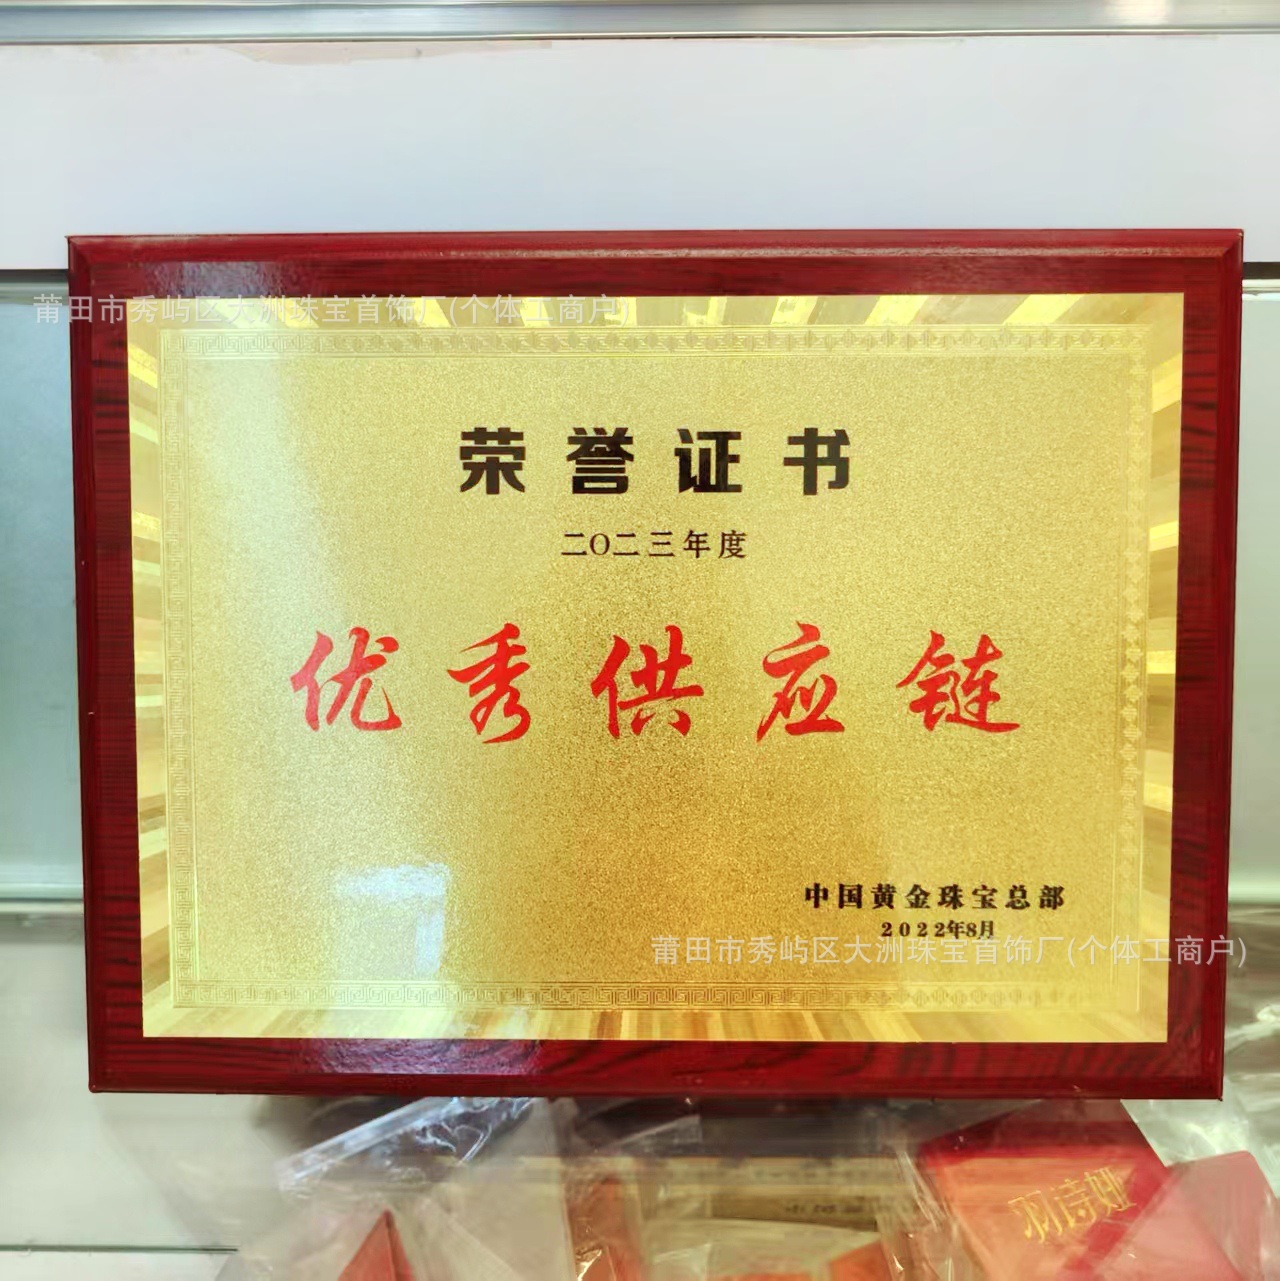 莆田市秀屿区大洲珠宝首饰厂(个体工商户)
荣誉证书
二〇二三年度
优秀供应链
中国黄金珠宝总部
2022年8月
莆田市秀屿区大洲珠宝首饰厂(个体工商户)
羽诗娅